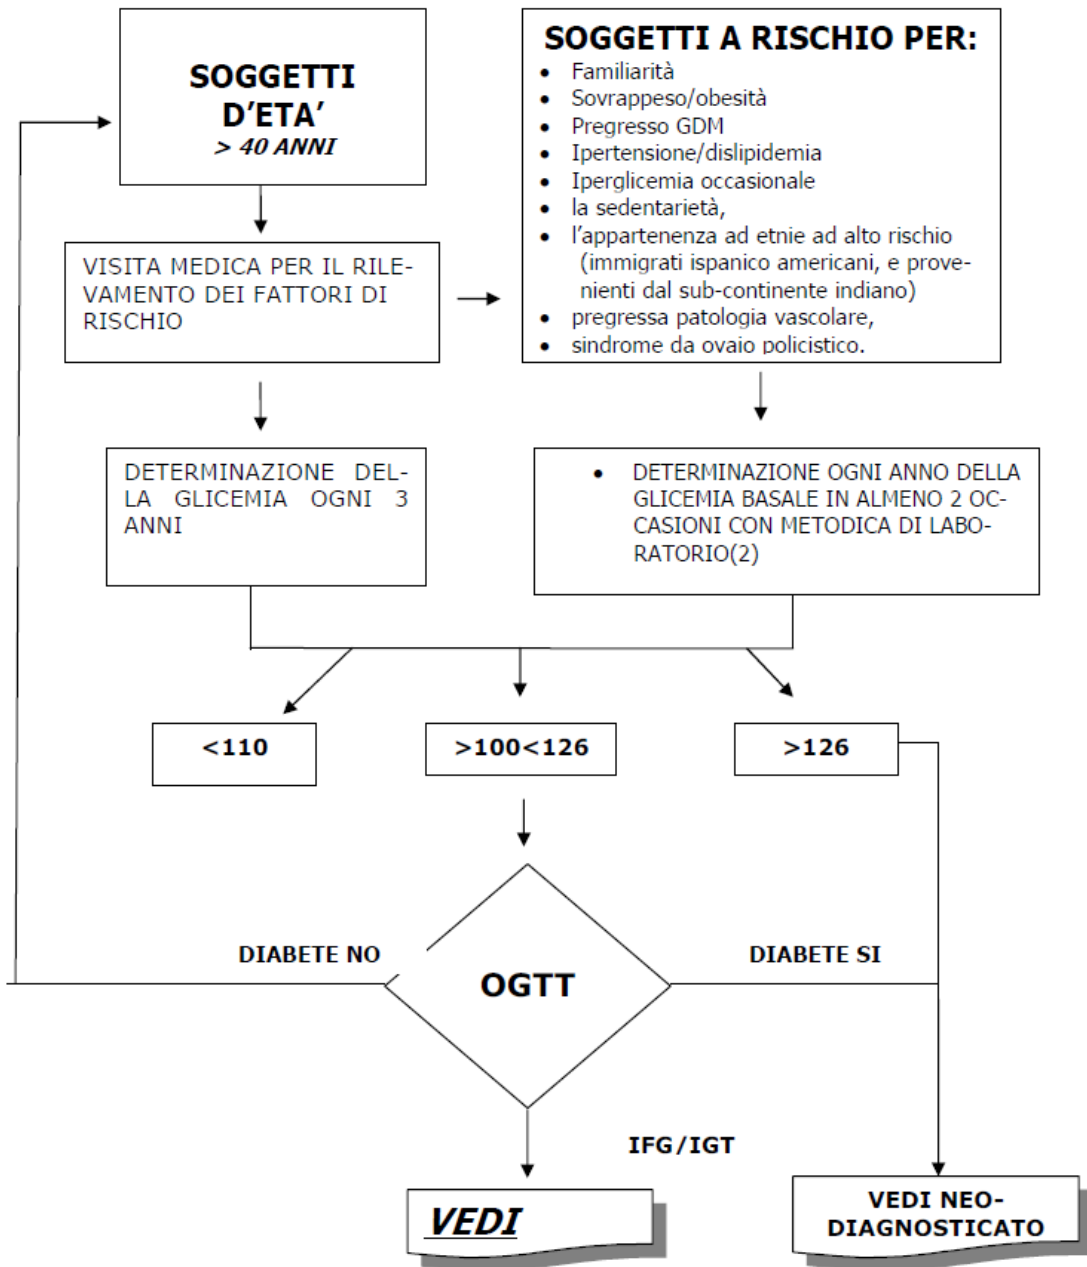 SOGGETTI
D'ETA'
> 40 ANNI
SOGGETTI A RISCHIO PER:
• Familiarità
• Sovrappeso/obesità
• Pregresso GDM
• Ipertensione/dislipidemia
• Iperglicemia occasionale
• la sedentarietà,
• l'appartenenza ad etnie ad alto rischio
(immigrati ispanico americani, e prove-
nienti dal sub-continente indiano)
• pregressa patologia vascolare,
• sindrome da ovaio policistico.
VISITA MEDICA PER IL RILE-
VAMENTO DEI FATTORI DI
RISCHIO
DETERMINAZIONE DEL-
LA GLICEMIA OGNI 3
ANNI
• DETERMINAZIONE OGNI ANNO DELLA
GLICEMIA BASALE IN ALMENO 2 OC-
CASIONI CON METODICA DI LABO-
RATORIO(2)
<110
>100<126
>126
DIABETE NO
OGTT
DIABETE SI
IFG/IGT
VEDI
VEDI NEO-
DIAGNOSTICATO